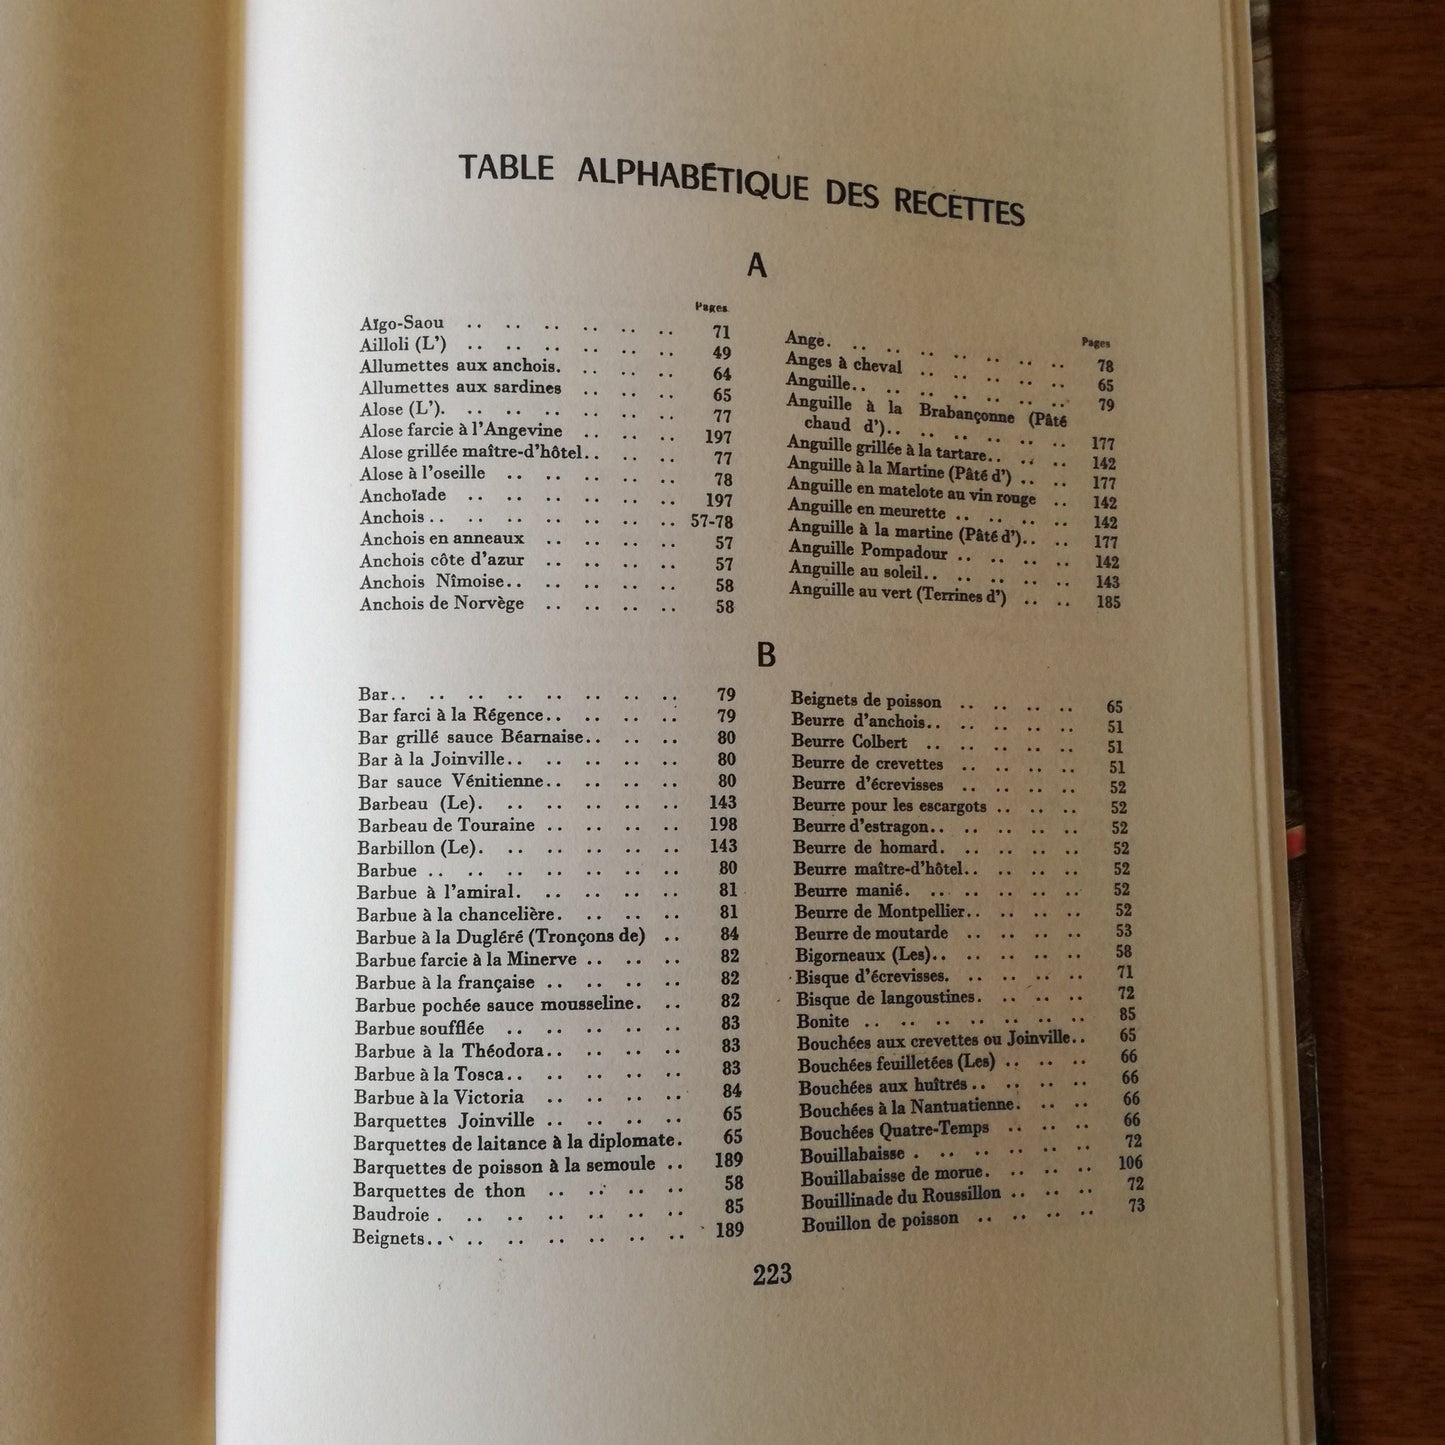 TABLE ALPHABÉTIQUE DES RECETTES
A
Pages
Aïgo-Saou .. .. .. .. .. .. 71
Ailloli (L') .. .. .. .. .. .. 49
Allumettes aux anchois. .. .. .. 64
Allumettes aux sardines .. .. .. 65
Alose (L'). .. .. .. .. .. .. 77
Alose farcie à l'Angevine .. .. .. 197
Alose grillée maître-d'hôtel.. .. .. 77
Alose à l'oseille .. .. .. .. .. 78
Anchoïade .. .. .. .. .. .. 197
Anchois .. .. .. .. .. .. .. 57-78
Anchois en anneaux .. .. .. .. 57
Anchois côte d'azur .. .. .. .. 57
Anchois Nîmoise.. .. .. .. .. 58
Anchois de Norvège .. .. .. .. 58
Pages
Ange. .. .. .. .. .. .. .. 78
Anges à cheval .. .. .. .. .. 65
Anguille.. .. .. .. .. .. .. 79
Anguille à la Brabançonne (Pâté
chaud d').. .. .. .. .. .. 177
Anguille grillée à la tartare.. .. .. 142
Anguille à la Martine (Pâté d') .. .. 177
Anguille en matelote au vin rouge .. 142
Anguille en meurette .. .. .. .. 142
Anguille à la martine (Pâté d').. .. 177
Anguille Pompadour .. .. .. .. 142
Anguille au soleil.. .. .. .. .. 143
Anguille au vert (Terrines d') .. .. 185
B
Bar.. .. .. .. .. .. .. .. 79
Bar farci à la Régence.. .. .. .. 79
Bar grillé sauce Béarnaise.. .. .. 80
Bar à la Joinville.. .. .. .. .. 80
Bar sauce Vénitienne.. .. .. .. 80
Barbeau (Le). .. .. .. .. .. 143
Barbeau de Touraine .. .. .. .. 198
Barbillon (Le). .. .. .. .. .. 143
Barbue .. .. .. .. .. .. .. 80
Barbue à l'amiral. .. .. .. .. 81
Barbue à la chancelière. .. .. .. 81
Barbue à la Dugléré (Tronçons de) .. 84
Barbue farcie à la Minerve .. .. .. 82
Barbue à la française .. .. .. .. 82
Barbue pochée sauce mousseline. .. 82
Barbue soufflée .. .. .. .. .. 83
Barbue à la Théodora.. .. .. .. 83
Barbue à la Tosca.. .. .. .. .. 83
Barbue à la Victoria .. .. .. .. 84
Barquettes Joinville .. .. .. .. 65
Barquettes de laitance à la diplomate. 65
Barquettes de poisson à la semoule .. 189
Barquettes de thon .. .. .. .. 58
Baudroie . .. .. .. .. .. .. 85
Beignets.. .. .. .. .. .. .. 189
Beignets de poisson .. .. .. .. 65
Beurre d'anchois.. .. .. .. .. 51
Beurre Colbert .. .. .. .. .. 51
Beurre de crevettes .. .. .. .. 51
Beurre d'écrevisses .. .. .. .. 52
Beurre pour les escargots .. .. .. 52
Beurre d'estragon.. .. .. .. .. 52
Beurre de homard. .. .. .. .. 52
Beurre maître-d'hôtel.. .. .. .. 52
Beurre manié. .. .. .. .. .. 52
Beurre de Montpellier.. .. .. .. 52
Beurre de moutarde .. .. .. .. 53
Bigorneaux (Les).. .. .. .. .. 58
Bisque d'écrevisses. .. .. .. .. 71
Bisque de langoustines. .. .. .. 72
Bonite .. .. .. .. .. .. .. 85
Bouchées aux crevettes ou Joinville.. 65
Bouchées feuilletées (Les) .. .. .. 66
Bouchées aux huîtres .. .. .. .. 66
Bouchées à la Nantuatienne. .. .. 66
Bouchées Quatre-Temps .. .. .. 66
Bouillabaisse . .. .. .. .. .. 72
Bouillabaisse de morue. .. .. .. 106
Bouillinade du Roussillon .. .. .. 72
Bouillon de poisson .. .. .. .. 73
223